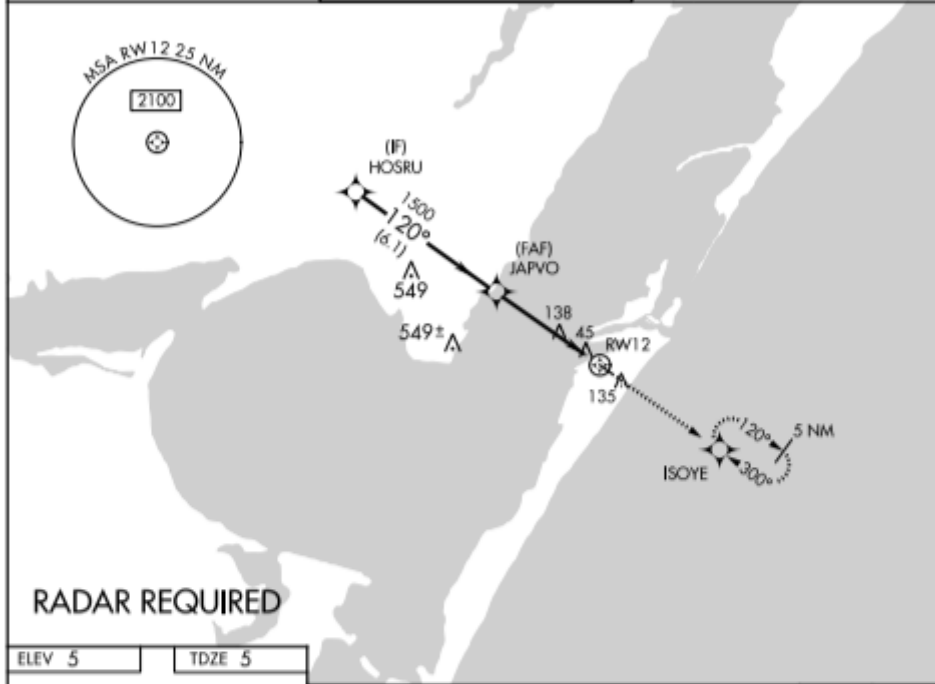 MSA RW12 25 NM
2100
(IF)
HOSRU
1500
120°
(6.1)
(FAF)
JAPVO
549
549±
138
45
RW12
135
120°
5 NM
300°
ISOYE
RADAR REQUIRED
ELEV 5
TDZE 5